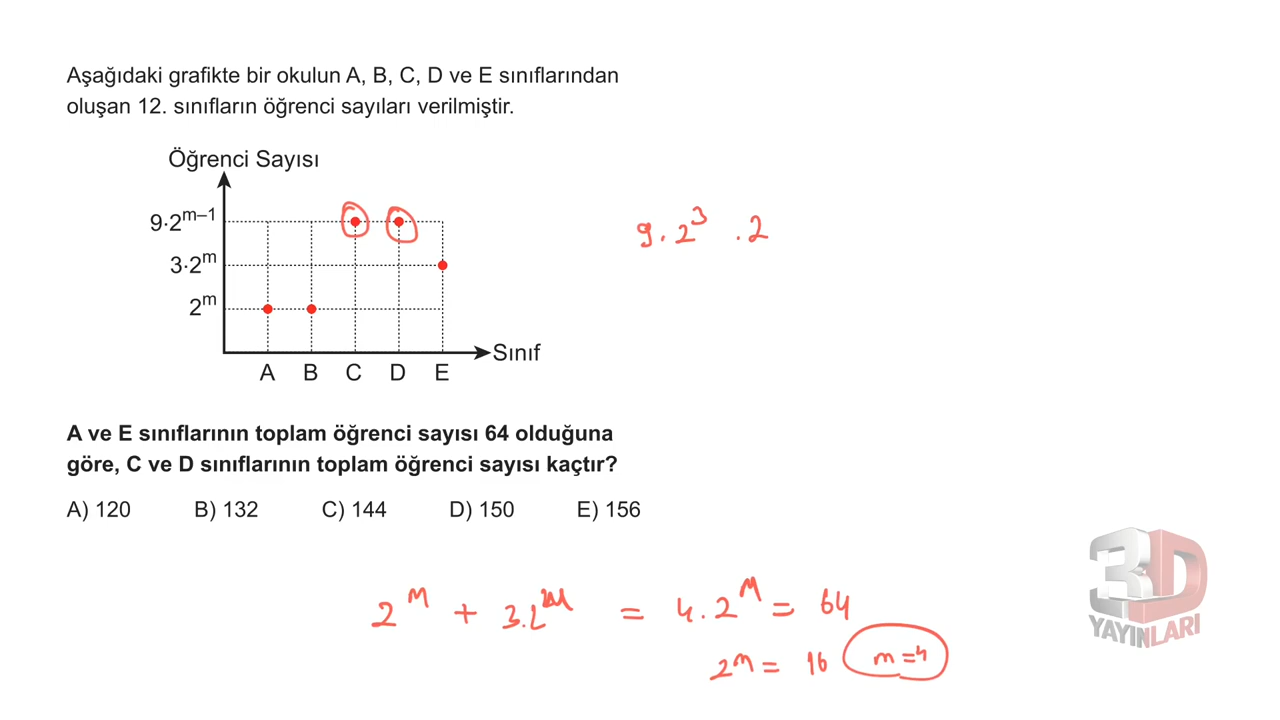 Aşağıdaki grafikte bir okulun A, B, C, D ve E sınıflarından
oluşan 12. sınıfların öğrenci sayıları verilmiştir.
Öğrenci Sayısı
9·2^{m–1}
3·2^m
2^m
Sınıf
A B C D E
9.2^3 .2
A ve E sınıflarının toplam öğrenci sayısı 64 olduğuna
göre, C ve D sınıflarının toplam öğrenci sayısı kaçtır?
A) 120 B) 132 C) 144 D) 150 E) 156
2^m + 3.2^m = 4.2^m = 64
2^m = 16 m=4
3D
YAYINLARI